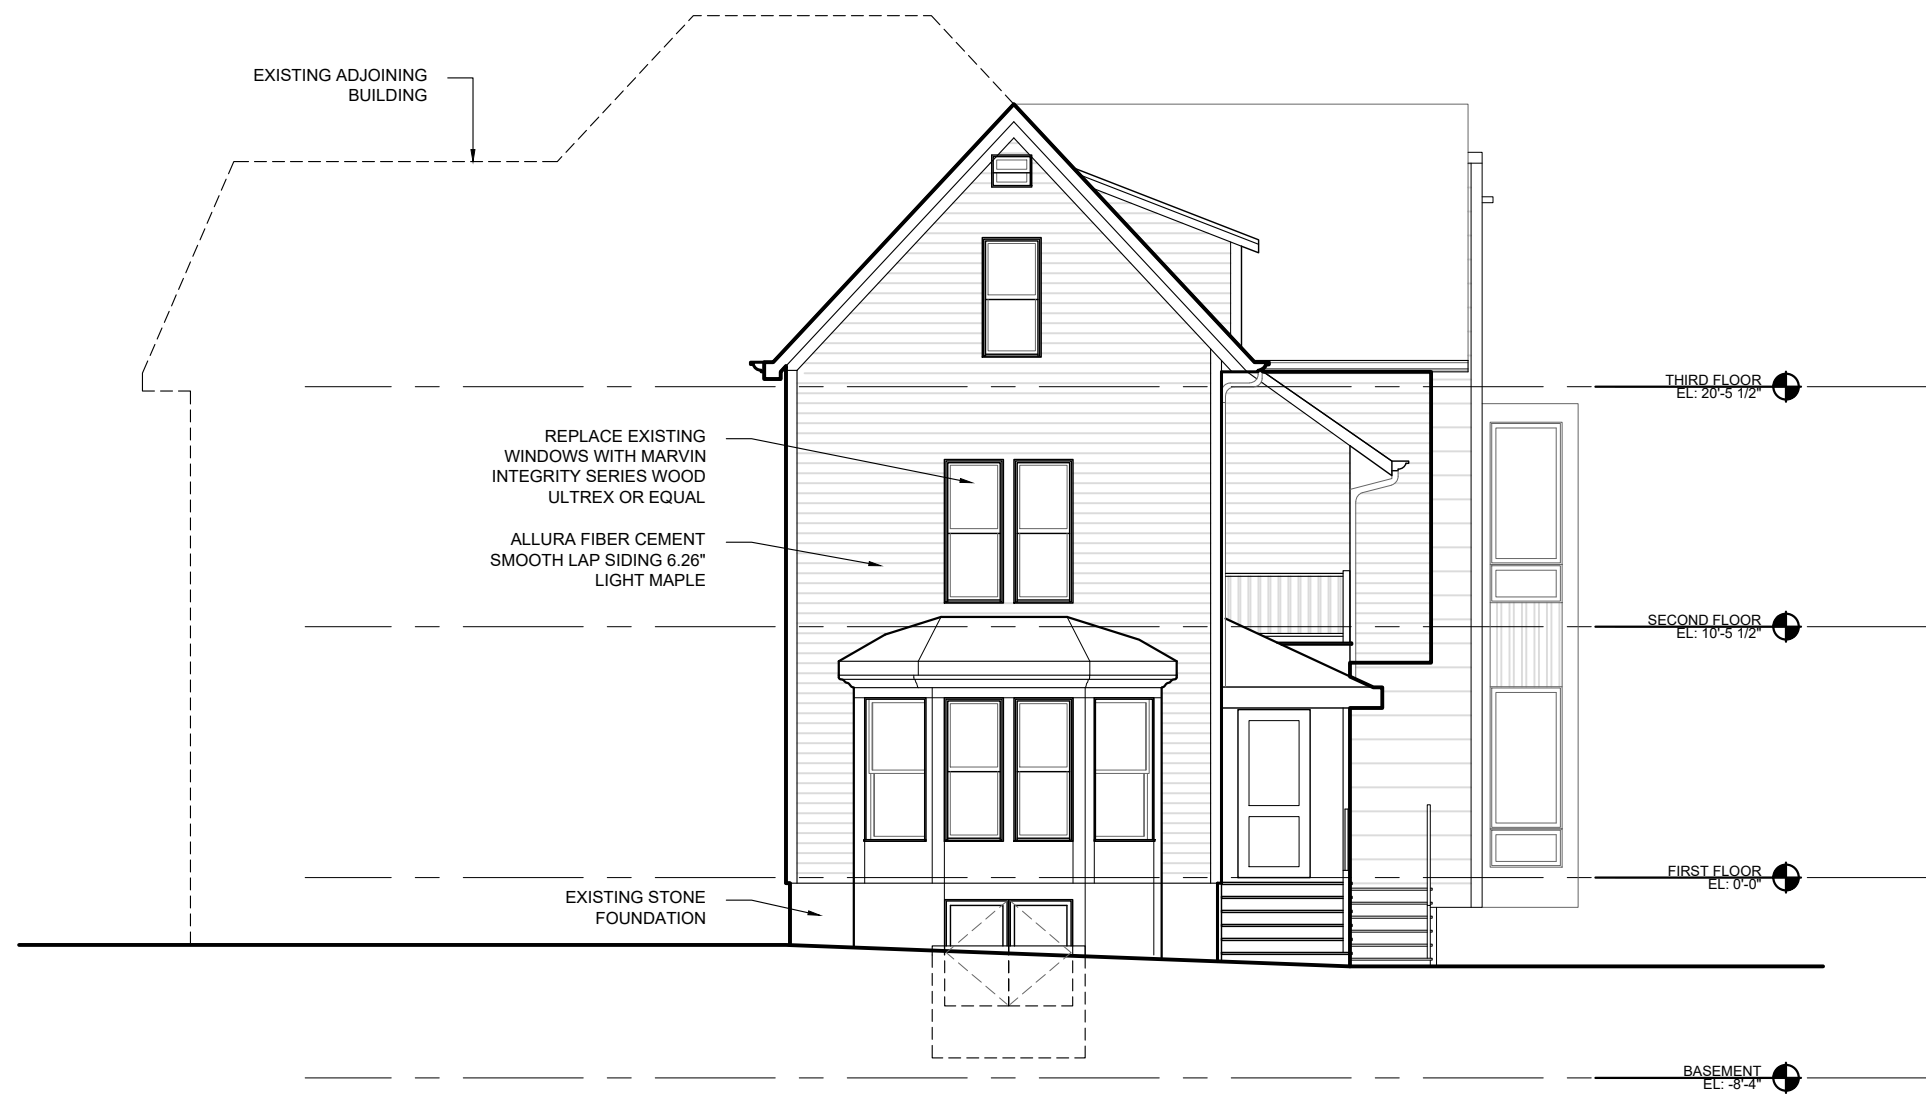 EXISTING ADJOINING
BUILDING
THIRD FLOOR
EL: 20'-5 1/2"
REPLACE EXISTING
WINDOWS WITH MARVIN
INTEGRITY SERIES WOOD
ULTREX OR EQUAL
ALLURA FIBER CEMENT
SMOOTH LAP SIDING 6.26"
LIGHT MAPLE
SECOND FLOOR
EL: 10'-5 1/2"
FIRST FLOOR
EL: 0'-0"
EXISTING STONE
FOUNDATION
BASEMENT
EL: -8'-4"